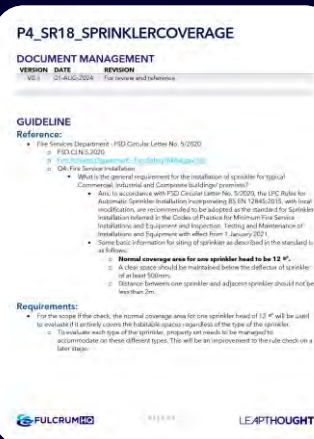 P4_SR18_SPRINKLERCOVERAGE
DOCUMENT MANAGEMENT
VERSION DATE REVISION
V0.1 01-AUG-2024 For review and reference.
GUIDELINE
Reference:
• Fire Services Department - FSD Circular Letter No. 5/2020
o FSD CLN.5 2020
o Fire Services Department
o Q4: Fire Service Installation
▪ What is the general requirement for the installation of sprinkler for typical
Commercial, Industrial and Composite buildings/ premises?
• Ans: In accordance with FSD Circular Letter No. 5/2020, the LPC Rules for
Automatic Sprinkler Installation incorporating BS EN 12845:2015, with local
modification, are recommended to be adopted as the standard for Sprinkler
Installation referred in the Codes of Practice for Minimum Fire Service
Installations and Equipment and Inspection, Testing and Maintenance of
Installations and Equipment with effect from 1 January 2021.
• Some basic information for siting of sprinkler as described in the standard is
as follows:
o Normal coverage area for one sprinkler head to be 12
o A clear space should be maintained below the deflector of sprinkler
of at least 500mm.
o Distance between one sprinkler and adjacent sprinkler should not be
less than 2m.
Requirements:
• For the scope if the check, the normal coverage area for one sprinkler head of 12 will be used
to evaluate if it entirely covers the habitable spaces regardless of the type of the sprinkler.
o To evaluate each type of the sprinkler, property set needs to be managed to
accommodate on these different types. This will be an improvement to the rule check on a
later stage.
FULCRUMHQ
LEAPTHOUGHT